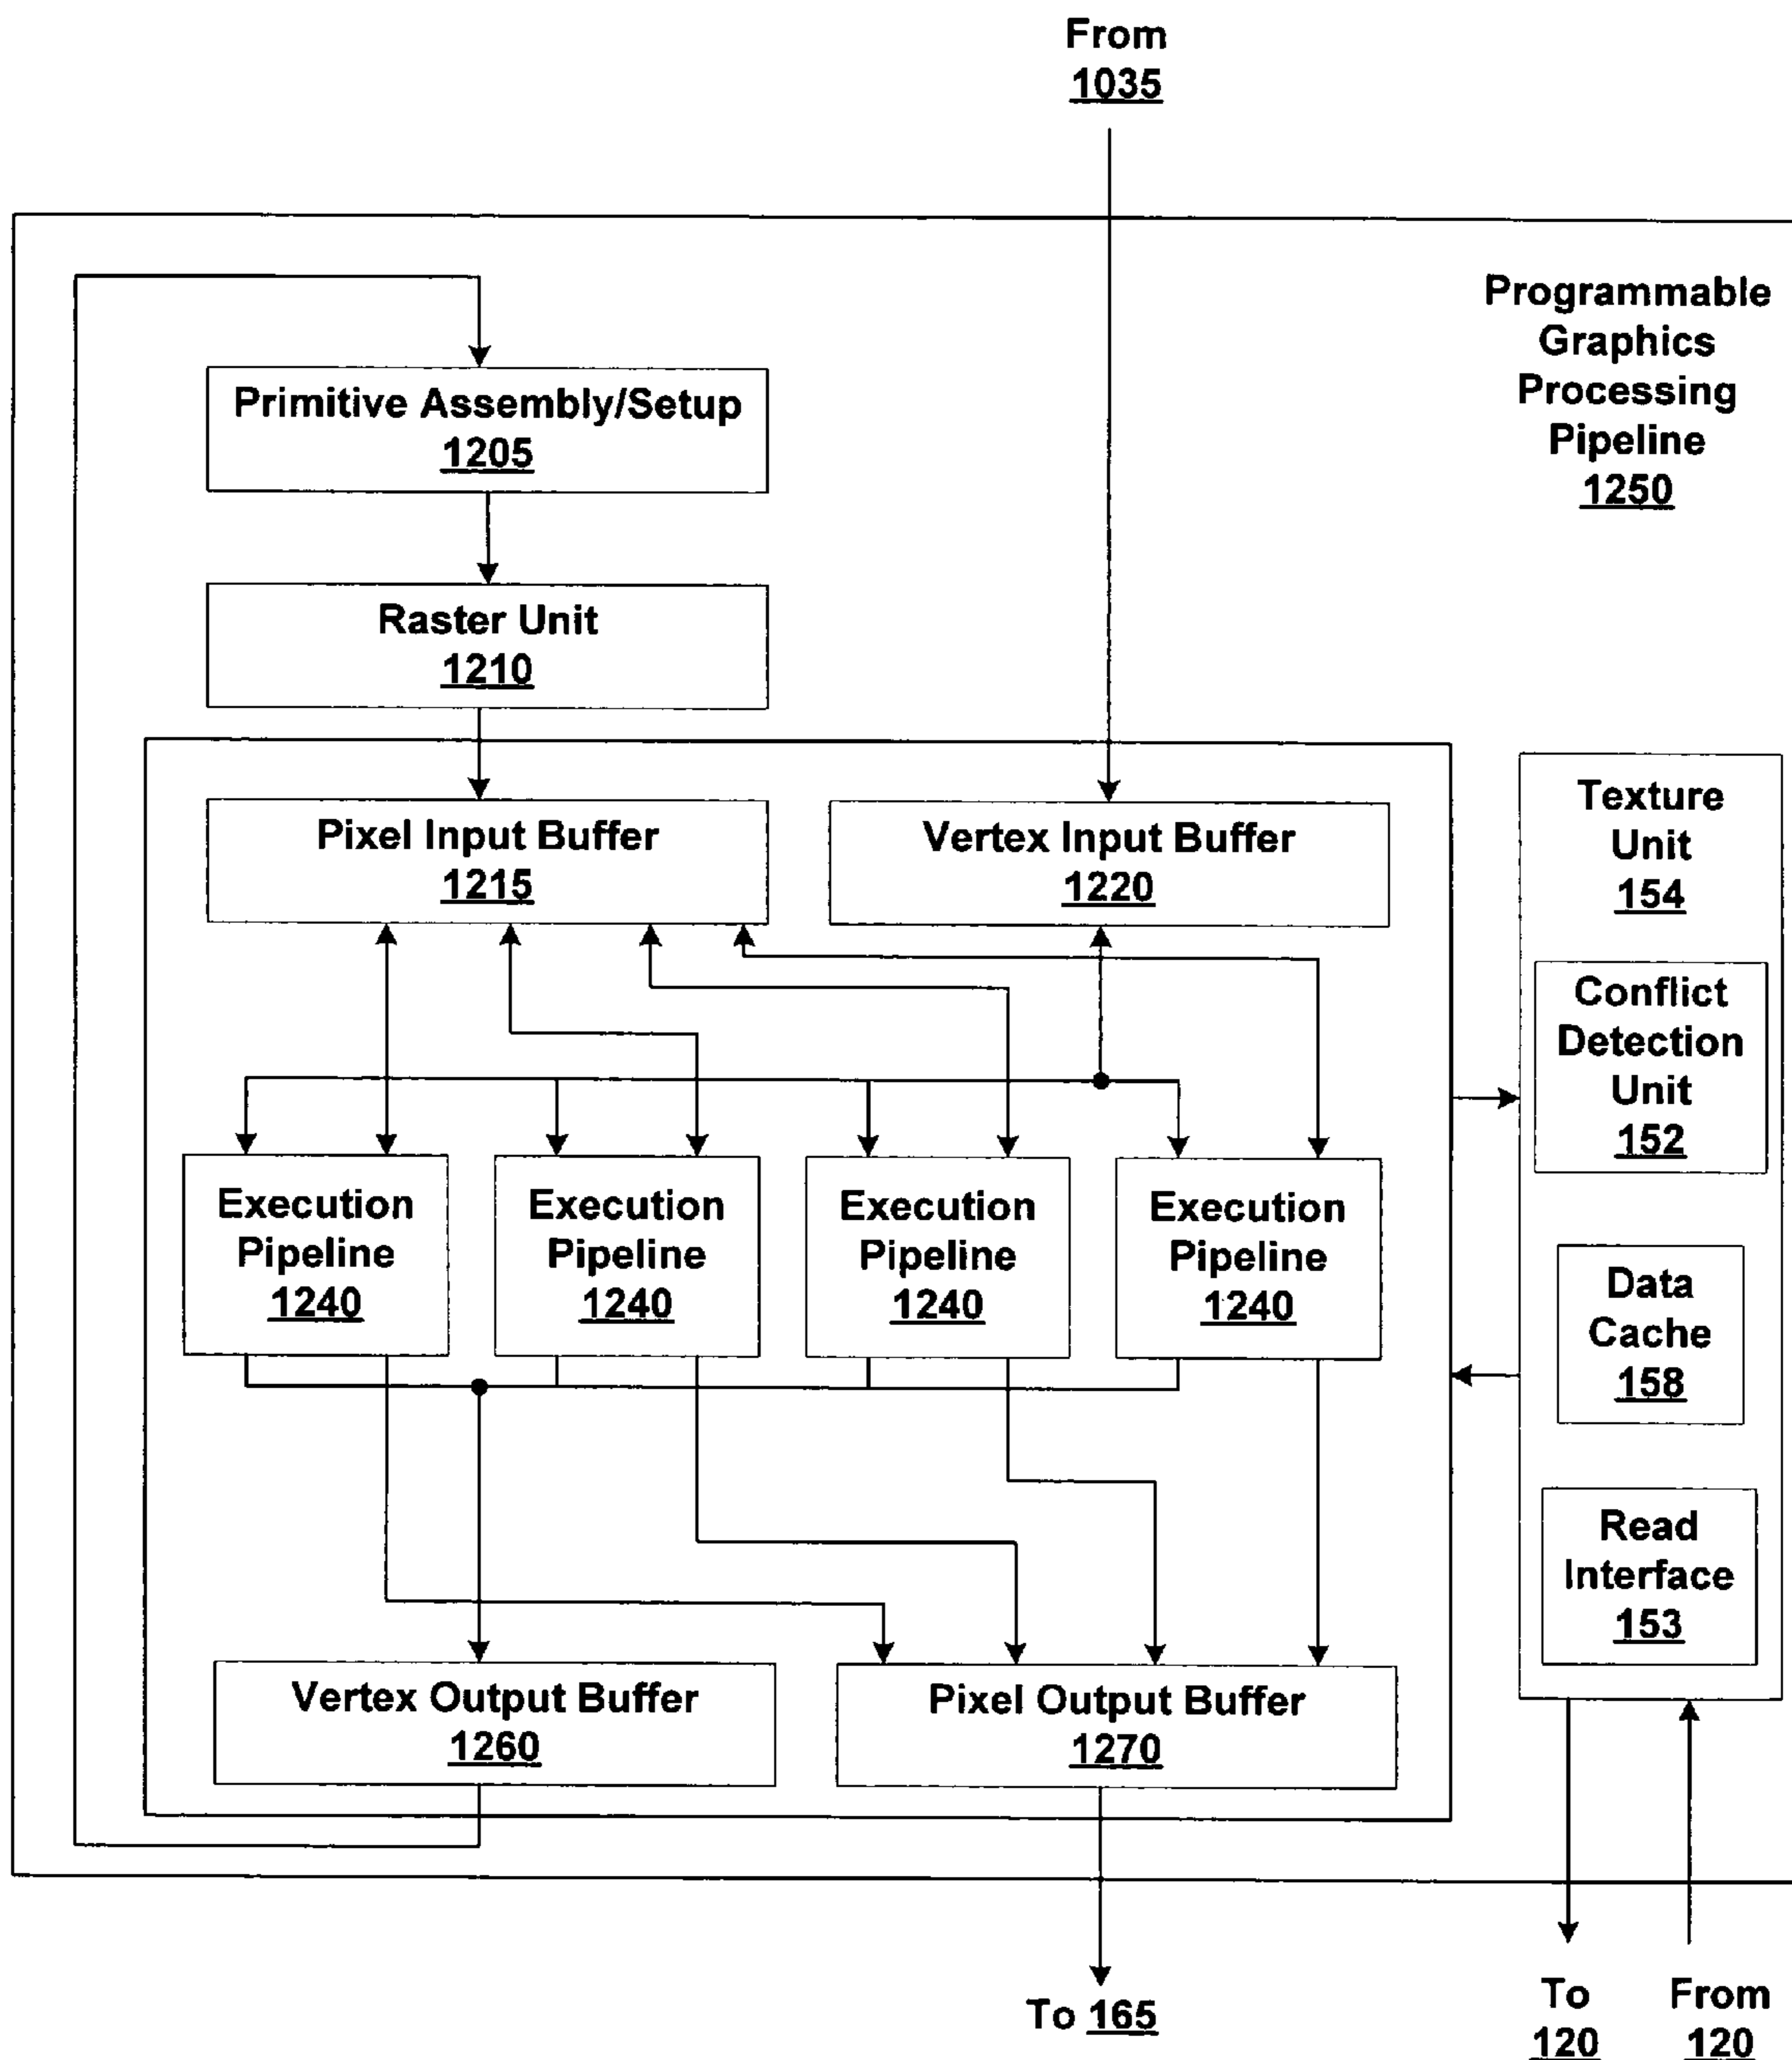 From
1035
Programmable
Graphics
Processing
Pipeline
1250
Primitive Assembly/Setup
1205
Raster Unit
1210
Pixel Input Buffer
1215
Vertex Input Buffer
1220
Texture
Unit
154
Conflict
Detection
Unit
152
Execution
Pipeline
1240
Execution
Pipeline
1240
Execution
Pipeline
1240
Execution
Pipeline
1240
Data
Cache
158
Read
Interface
153
Vertex Output Buffer
1260
Pixel Output Buffer
1270
To 165
To
120
From
120